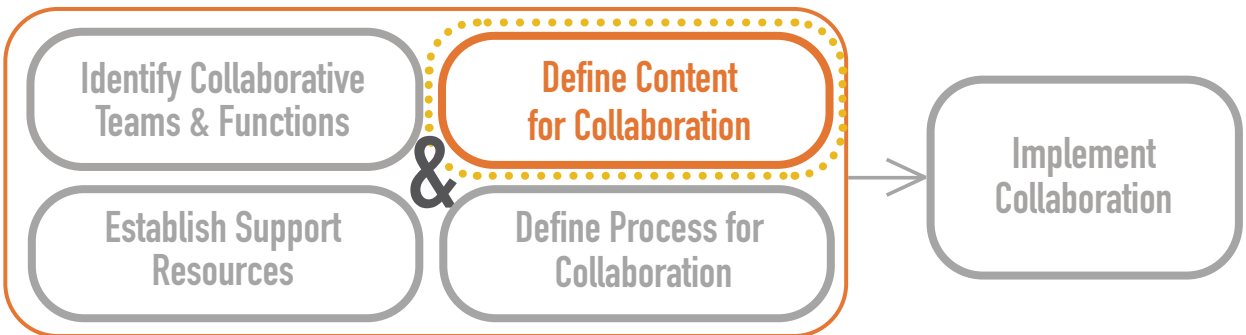 Identify Collaborative
Teams & Functions
Define Content
for Collaboration
&
Establish Support
Resources
Define Process for
Collaboration
Implement
Collaboration